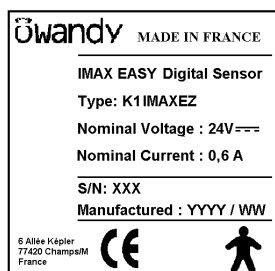 öwandy MADE IN FRANCE
IMAX EASY Digital Sensor
Type: K1IMAXEZ
Nominal Voltage : 24V⎓
Nominal Current : 0,6 A
S/N: XXX
Manufactured : YYYY / WW
6 Allée Képler
77420 Champs/M
France
CE